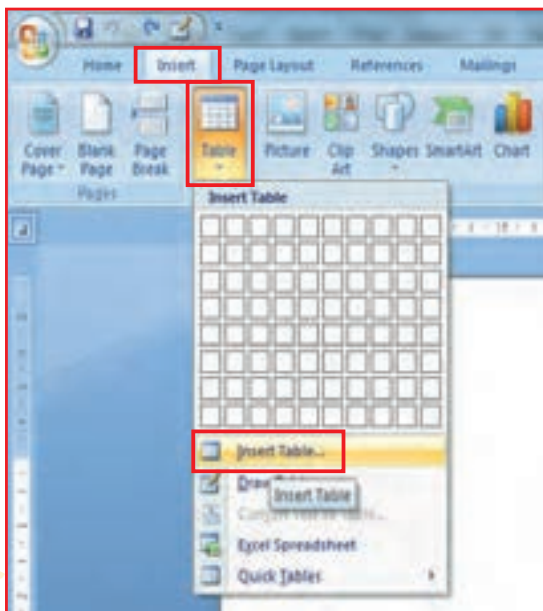 Home Insert Page Layout References Mailings
Cover Page Blank Page Page Break Table Picture Clip Art Shapes SmartArt Chart
Pages
Insert Table
Insert Table...
Draw
Insert Table
Excel Spreadsheet
Quick Tables